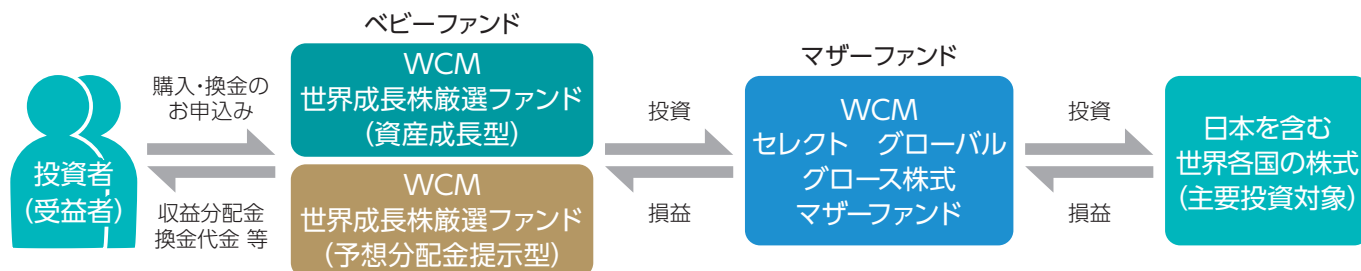 ベビーファンド
マザーファンド
投資者
(受益者)
購入・換金の
お申込み
収益分配金
換金代金 等
WCM
世界成長株厳選ファンド
(資産成長型)
WCM
世界成長株厳選ファンド
(予想分配金提示型)
投資
損益
WCM
セレクト　グローバル
グロース株式
マザーファンド
投資
損益
日本を含む
世界各国の株式
(主要投資対象)